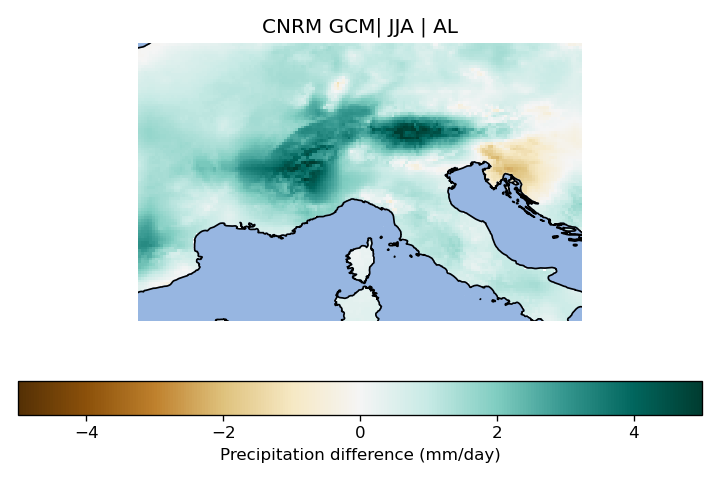 CNRM GCM| JJA | AL
−4 −2 0 2 4
Precipitation difference (mm/day)